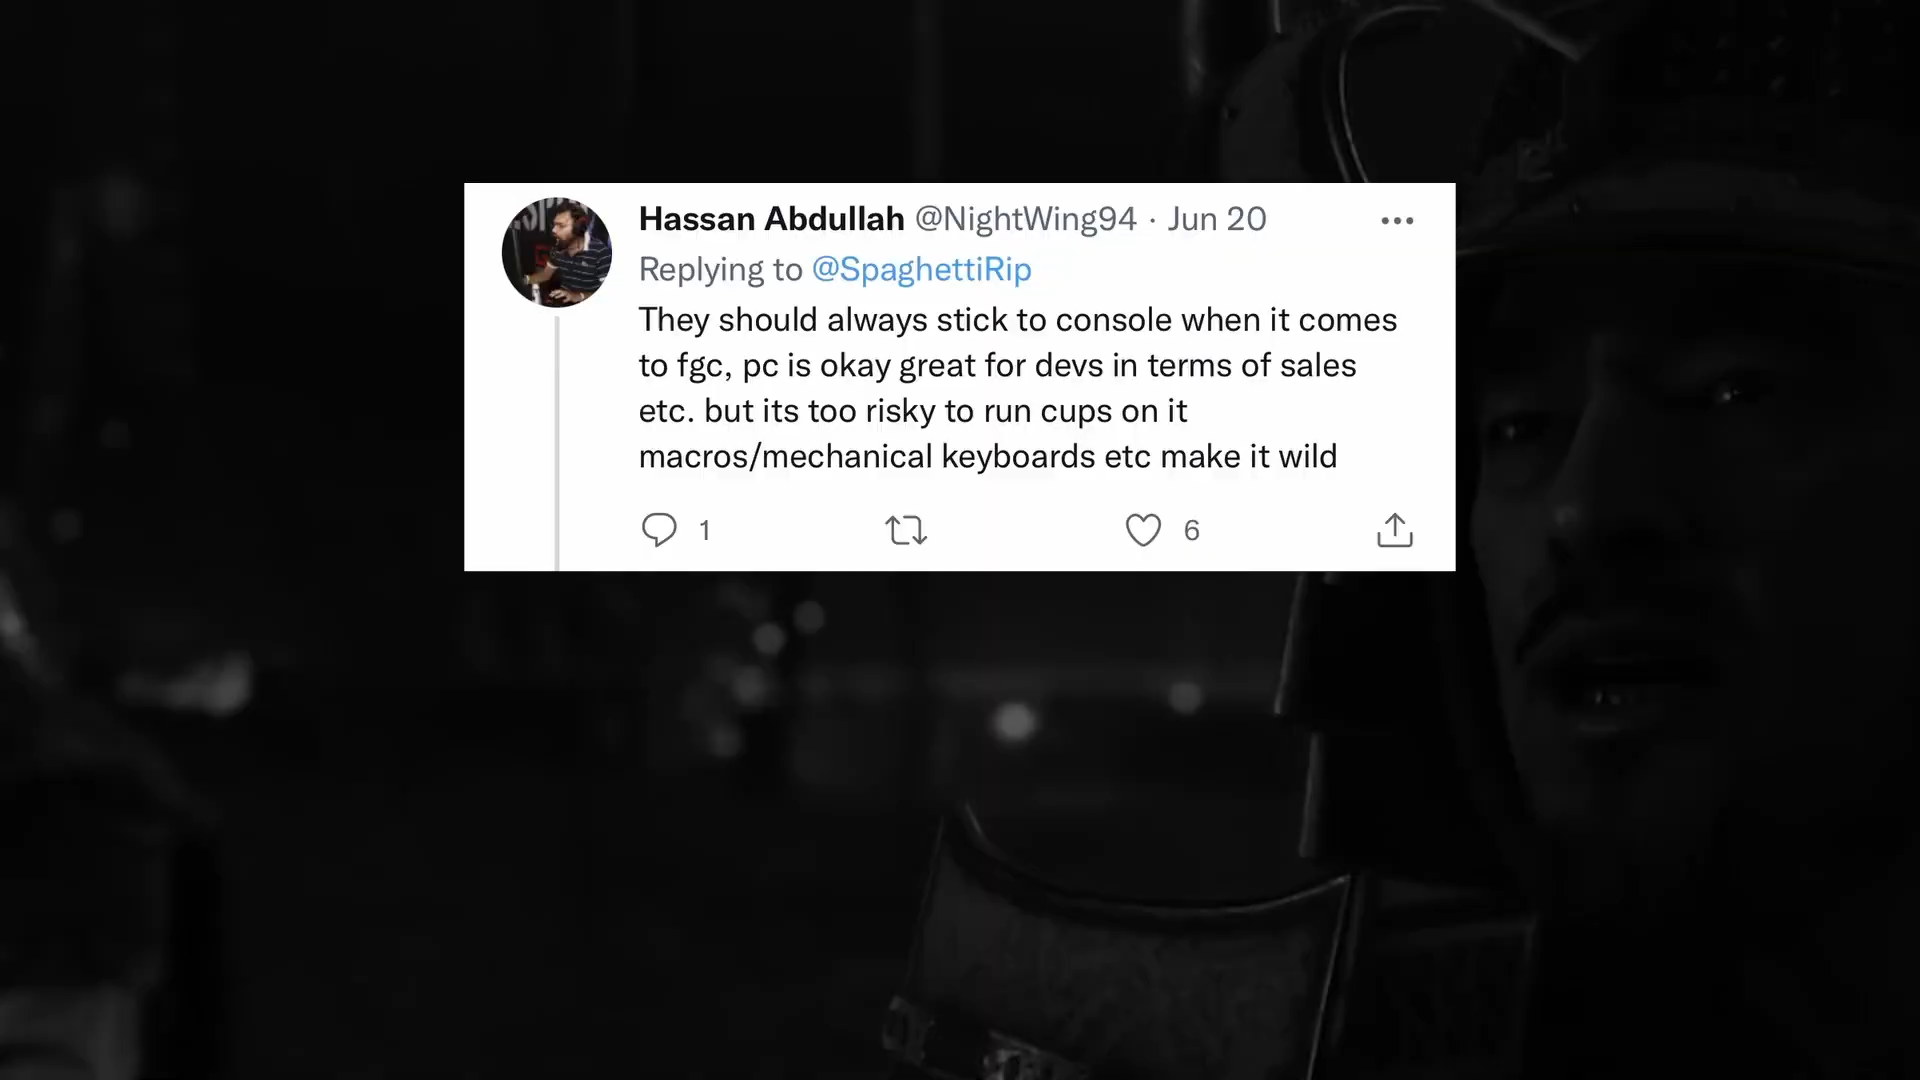 Hassan Abdullah @NightWing94 · Jun 20
Replying to @SpaghettiRip
They should always stick to console when it comes
to fgc, pc is okay great for devs in terms of sales
etc. but its too risky to run cups on it
macros/mechanical keyboards etc make it wild
1 6